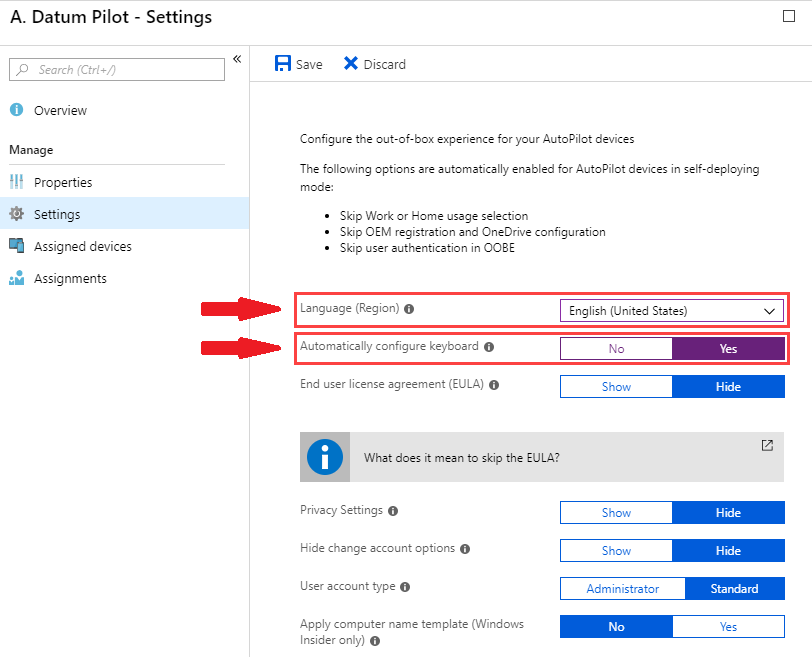 A. Datum Pilot - Settings
«
Search (Ctrl+/)
Overview
Manage
Properties
Settings
Assigned devices
Assignments
Save Discard
Configure the out-of-box experience for your AutoPilot devices
The following options are automatically enabled for AutoPilot devices in self-deploying
mode:
• Skip Work or Home usage selection
• Skip OEM registration and OneDrive configuration
• Skip user authentication in OOBE
Language (Region) English (United States)
Automatically configure keyboard No Yes
End user license agreement (EULA) Show Hide
What does it mean to skip the EULA?
Privacy Settings Show Hide
Hide change account options Show Hide
User account type Administrator Standard
Apply computer name template (Windows No Yes
Insider only)